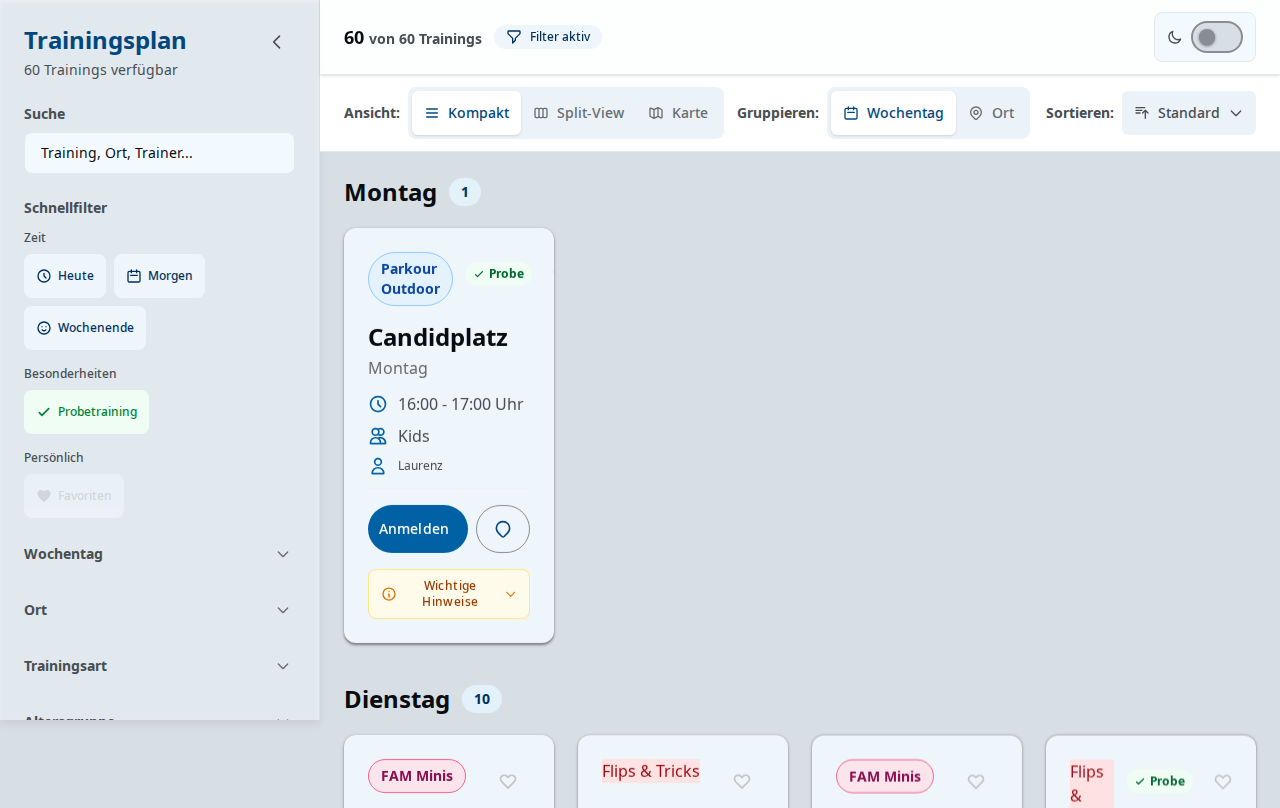 Trainingsplan
60 Trainings verfügbar
Suche
Training, Ort, Trainer...
Schnellfilter
Zeit
Heute
Morgen
Wochenende
Besonderheiten
Probetraining
Persönlich
Favoriten
Wochentag
Ort
Trainingsart
Altersgruppe
60 von 60 Trainings
Filter aktiv
Ansicht: Kompakt Split-View Karte Gruppieren: Wochentag Ort Sortieren: Standard
Montag 1
Parkour
Outdoor
Probe
Candidplatz
Montag
16:00 - 17:00 Uhr
Kids
Laurenz
Anmelden
Wichtige
Hinweise
Dienstag 10
FAM Minis
Flips & Tricks
FAM Minis
Flips
&
Probe